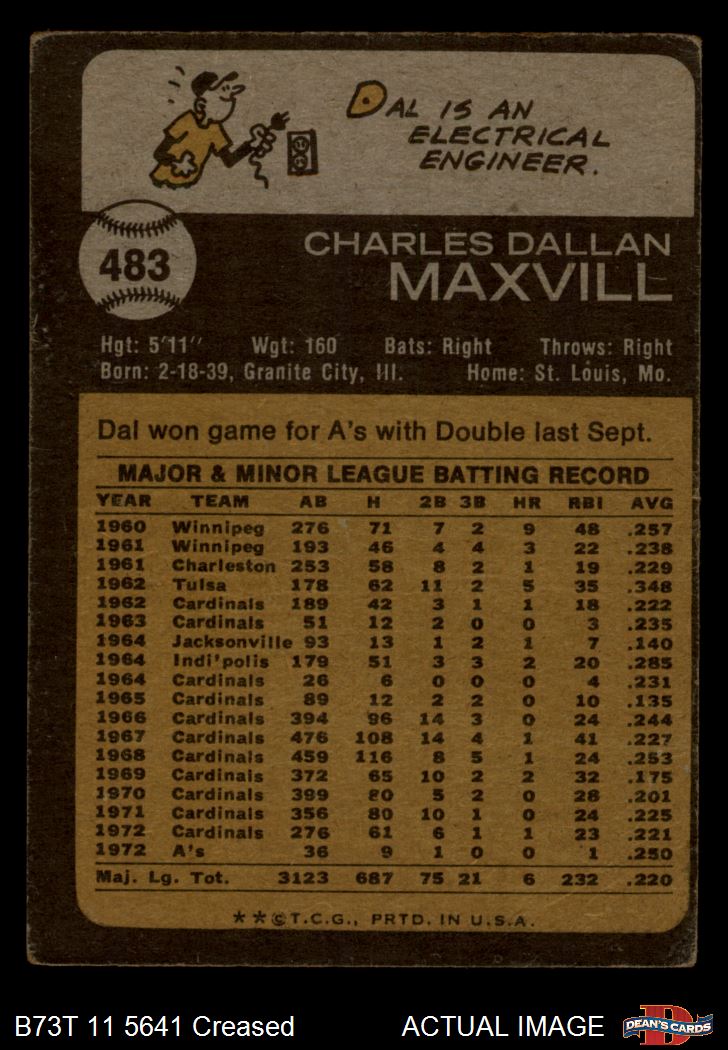 DAL IS AN
ELECTRICAL
ENGINEER.
483
CHARLES DALLAN
MAXVILL
Hgt: 5'11" Wgt: 160 Bats: Right Throws: Right
Born: 2-18-39, Granite City, Ill. Home: St. Louis, Mo.
Dal won game for A's with Double last Sept.
MAJOR & MINOR LEAGUE BATTING RECORD
YEAR TEAM AB H 2B 3B HR RBI AVG
1960 Winnipeg 276 71 7 2 9 48 .257
1961 Winnipeg 193 46 4 4 3 22 .238
1961 Charleston 253 58 8 2 1 19 .229
1962 Tulsa 178 62 11 2 5 35 .348
1962 Cardinals 189 42 3 1 1 18 .222
1963 Cardinals 51 12 2 0 0 3 .235
1964 Jacksonville 93 13 1 2 1 7 .140
1964 Indi'polis 179 51 3 3 2 20 .285
1964 Cardinals 26 6 0 0 0 4 .231
1965 Cardinals 89 12 2 2 0 10 .135
1966 Cardinals 394 96 14 3 0 24 .244
1967 Cardinals 476 108 14 4 1 41 .227
1968 Cardinals 459 116 8 5 1 24 .253
1969 Cardinals 372 65 10 2 2 32 .175
1970 Cardinals 399 80 5 2 0 28 .201
1971 Cardinals 356 80 10 1 0 24 .225
1972 Cardinals 276 61 6 1 1 23 .221
1972 A's 36 9 1 0 0 1 .250
Maj. Lg. Tot. 3123 687 75 21 6 232 .220
**©T.C.G., PRTD. IN U.S.A.
B73T 11 5641 Creased ACTUAL IMAGE DEAN'S CARDS